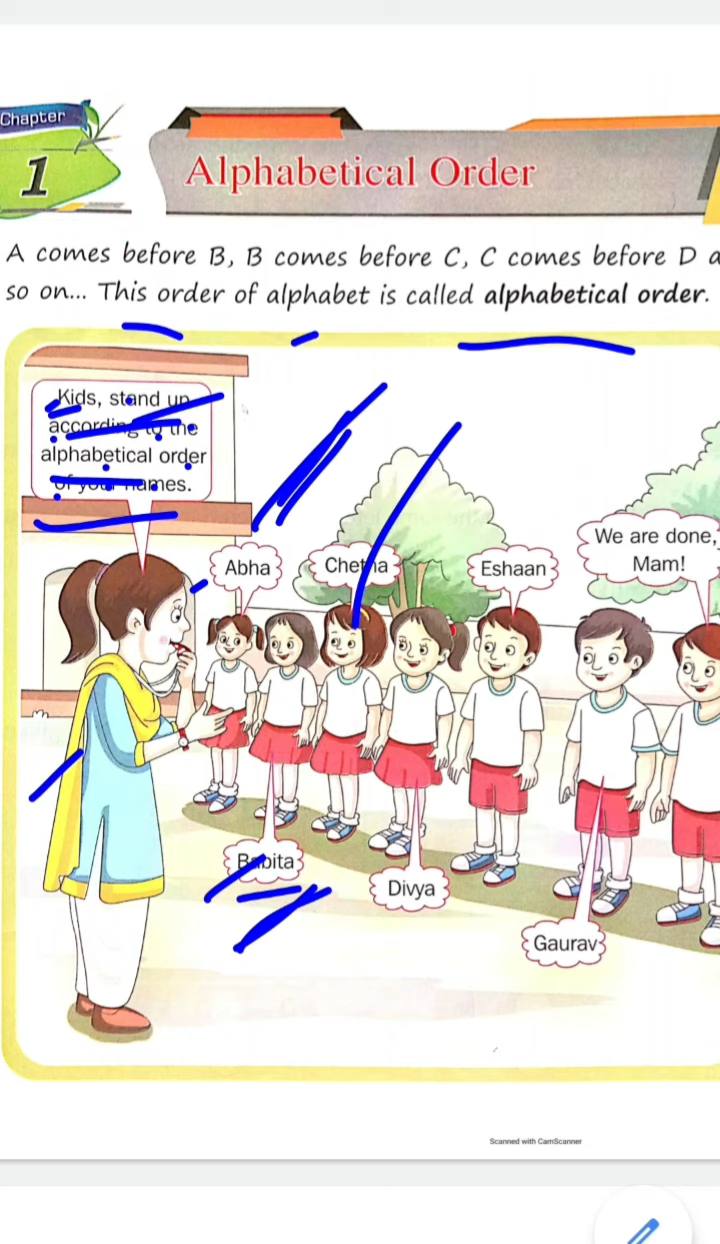 Chapter
1
Alphabetical Order
A comes before B, B comes before C, C comes before D a
so on... This order of alphabet is called alphabetical order.
Kids, stand up
according to the
alphabetical order
of your names.
Abha
Chetna
Eshaan
We are done,
Mam!
Babita
Divya
Gaurav
Scanned with CamScanner